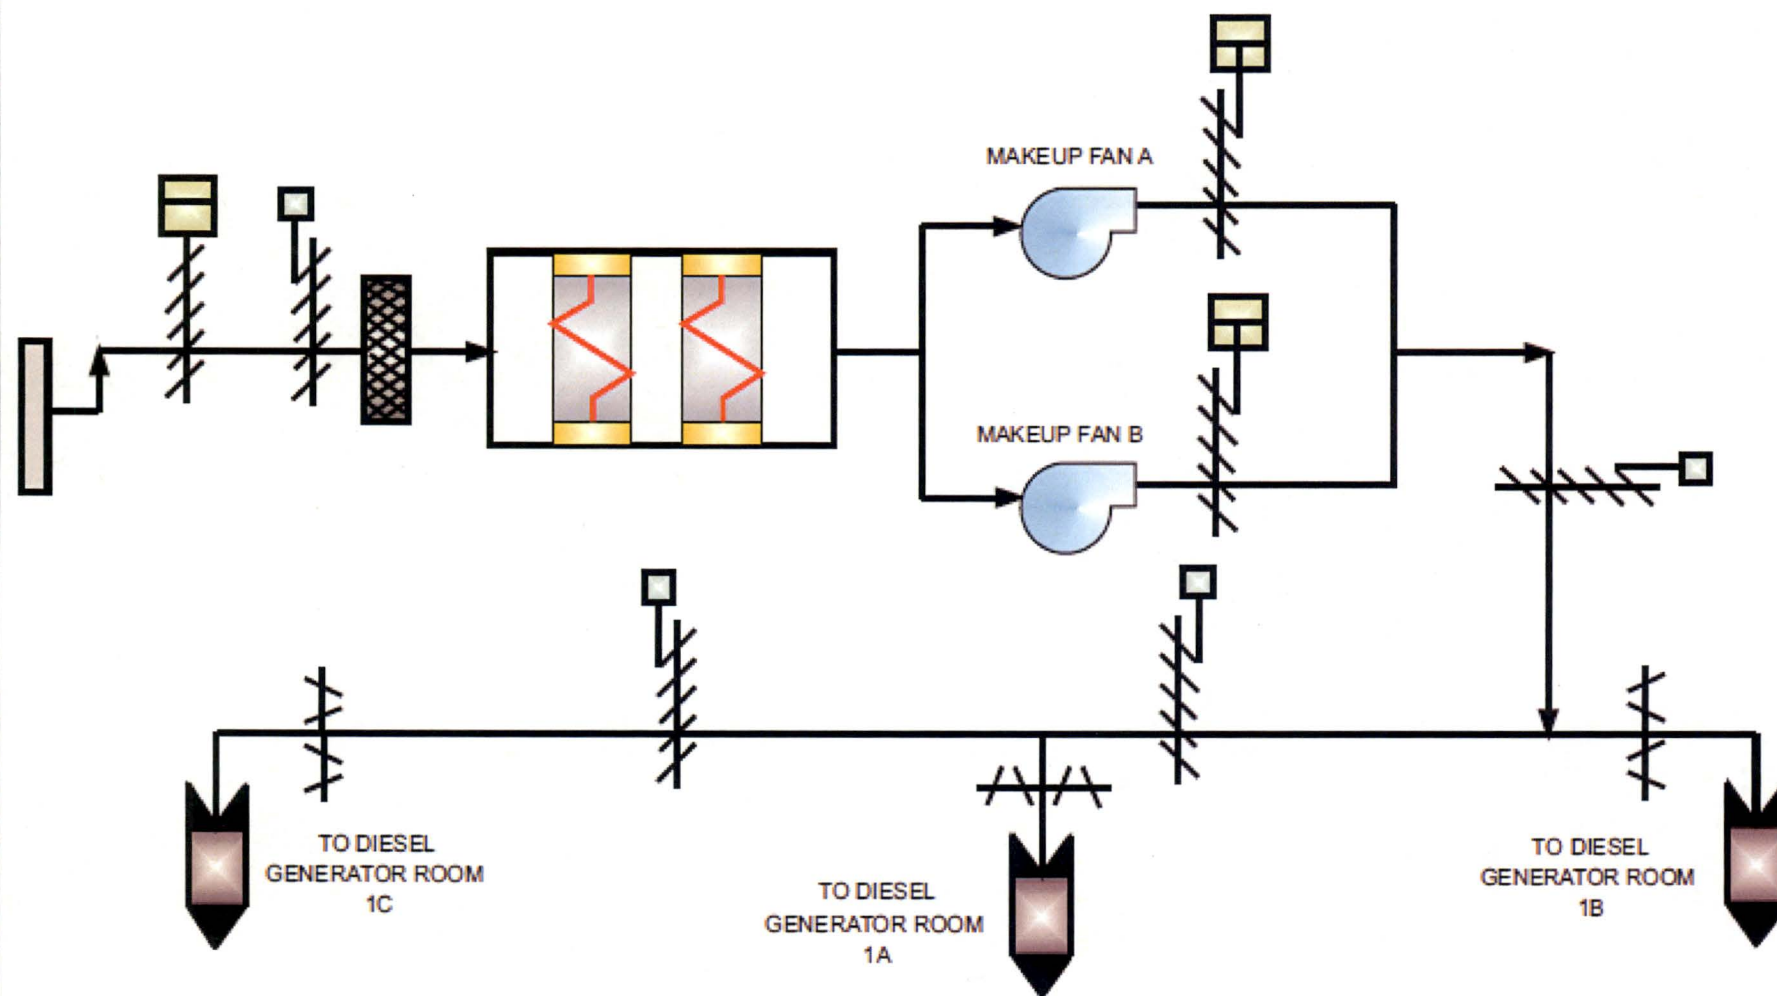 MAKEUP FAN A
MAKEUP FAN B
TO DIESEL
GENERATOR ROOM
1C
TO DIESEL
GENERATOR ROOM
1A
TO DIESEL
GENERATOR ROOM
1B